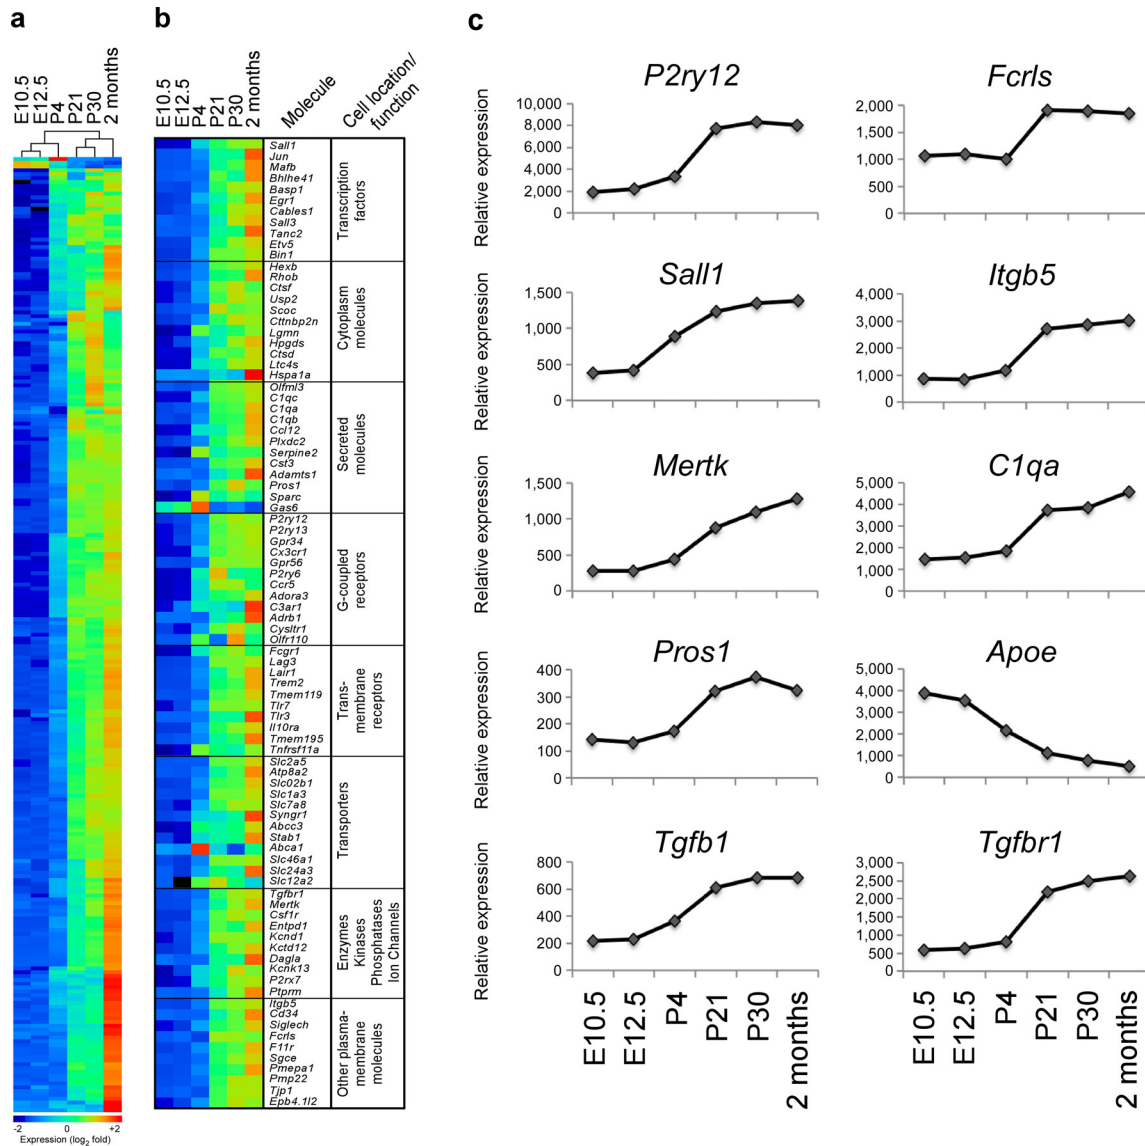 a
E10.5
E12.5
P4
P21
P30
2 months
-2
0
+2
Expression (log2 fold)
b
E10.5
E12.5
P4
P21
P30
2 months
Molecule
Cell location/
function
Sall1
Jun
Mafb
Bhlhe41
Basp1
Egr1
Cables1
Sall3
Tanc2
Etv5
Bin1
Transcription
factors
Hexb
Rhob
Ctsf
Usp2
Scoc
Cttnbp2n
Lgmn
Hpgds
Ctsd
Ltc4s
Hspa1a
Cytoplasm
molecules
Olfml3
C1qc
C1qa
C1qb
Ccl12
Plxdc2
Serpine2
Cst3
Adamts1
Pros1
Sparc
Gas6
Secreted
molecules
P2ry12
P2ry13
Gpr34
Cx3cr1
Gpr56
P2ry6
Ccr5
Adora3
C3ar1
Adrb1
Cysltr1
Olfr110
G-coupled
receptors
Fcgr1
Lag3
Lair1
Trem2
Tmem119
Tlr7
Tlr3
Il10ra
Tmem195
Tnfrsf11a
Trans-
membrane
receptors
Slc2a5
Atp8a2
Slc02b1
Slc1a3
Slc7a8
Syngr1
Abcc3
Stab1
Abca1
Slc46a1
Slc24a3
Slc12a2
Transporters
Tgfbr1
Mertk
Csf1r
Entpd1
Kcnd1
Kctd12
Dagla
Kcnk13
P2rx7
Ptprm
Enzymes
Kinases
Phosphatases
Ion Channels
Itgb5
Cd34
Siglech
Fcrls
F11r
Sgce
Pmepa1
Pmp22
Tjp1
Epb4.1l2
Other plasma-
membrane
molecules
c
P2ry12
Relative expression
10,000
8,000
6,000
4,000
2,000
0
Fcrls
2,000
1,500
1,000
500
0
Sall1
Relative expression
1,500
1,000
500
0
Itgb5
4,000
3,000
2,000
1,000
0
Mertk
Relative expression
1,500
1,000
500
0
C1qa
5,000
4,000
3,000
2,000
1,000
0
Pros1
Relative expression
400
300
200
100
0
Apoe
5,000
4,000
3,000
2,000
1,000
0
Tgfb1
Relative expression
800
600
400
200
0
Tgfbr1
3,000
2,500
2,000
1,500
1,000
500
0
E10.5
E12.5
P4
P21
P30
2 months
E10.5
E12.5
P4
P21
P30
2 months